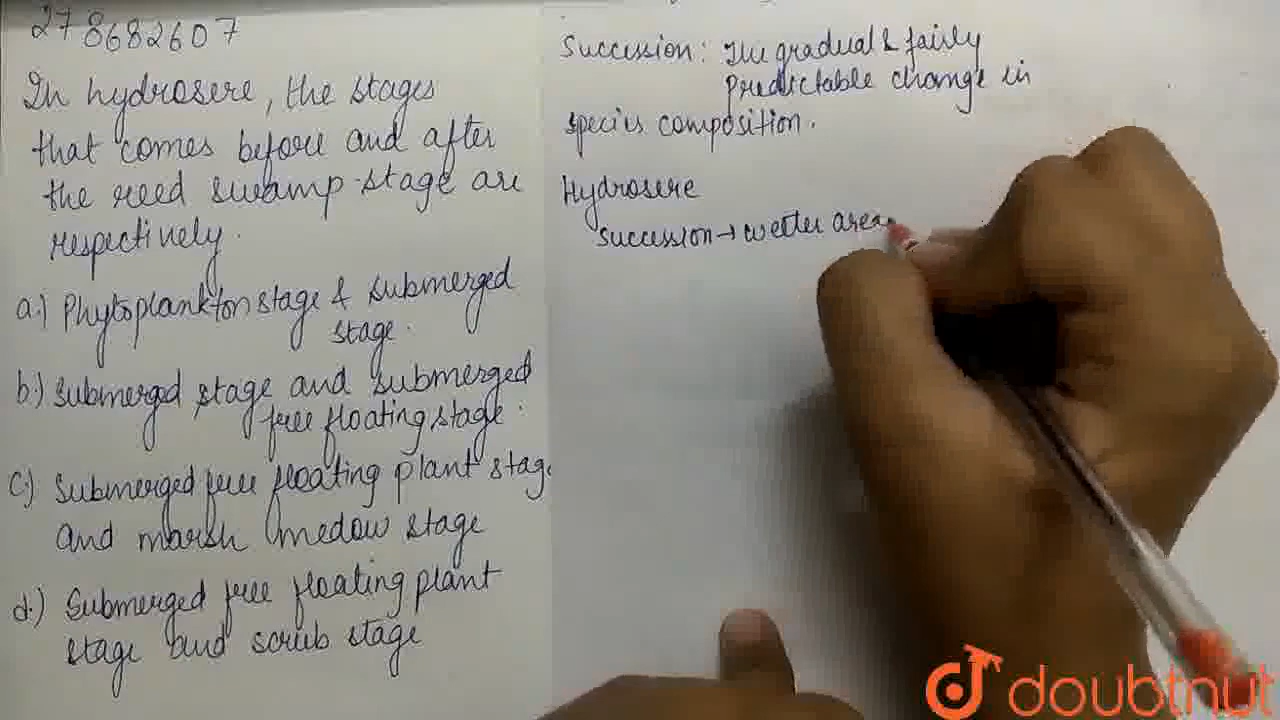 278682607
In hydrosere, the stages
that comes before and after
the reed swamp-stage are
respectively.
a.) Phytoplankton stage & submerged
stage.
b.) Submerged stage and submerged
free floating stage.
c.) Submerged free floating plant stage
and marsh medow stage
d.) Submerged free floating plant
stage and scrub stage
Succession: The gradual & fairly
Predictable change in
species composition.
Hydrosere
Succession → wetter area
doubtnut